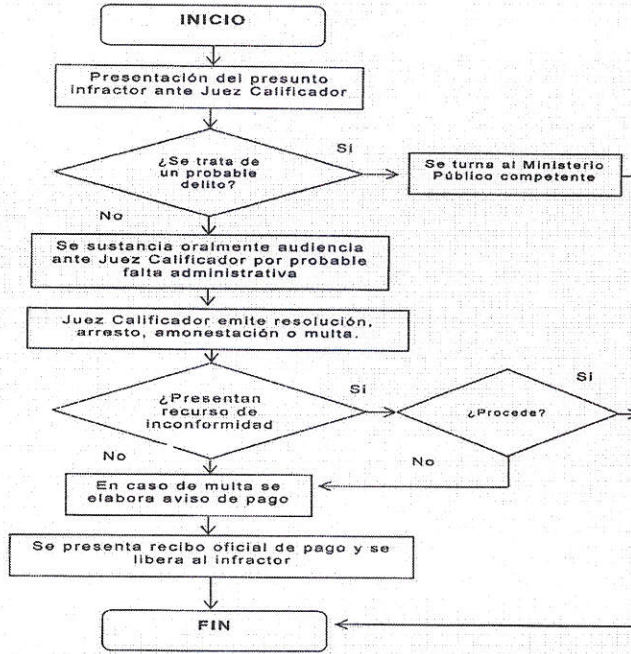 INICIO
Presentación del presunto
infractor ante Juez Calificador
¿Se trata de
un probable
delito?
Si
Se turna al Ministerio
Público competente
No
Se sustancia oralmente audiencia
ante Juez Calificador por probable
falta administrativa
Juez Calificador emite resolución,
arresto, amonestación o multa.
¿Presentan
recurso de
inconformidad
Si
¿Procede?
Si
No
No
En caso de multa se
elabora aviso de pago
Se presenta recibo oficial de pago y se
libera al infractor
FIN